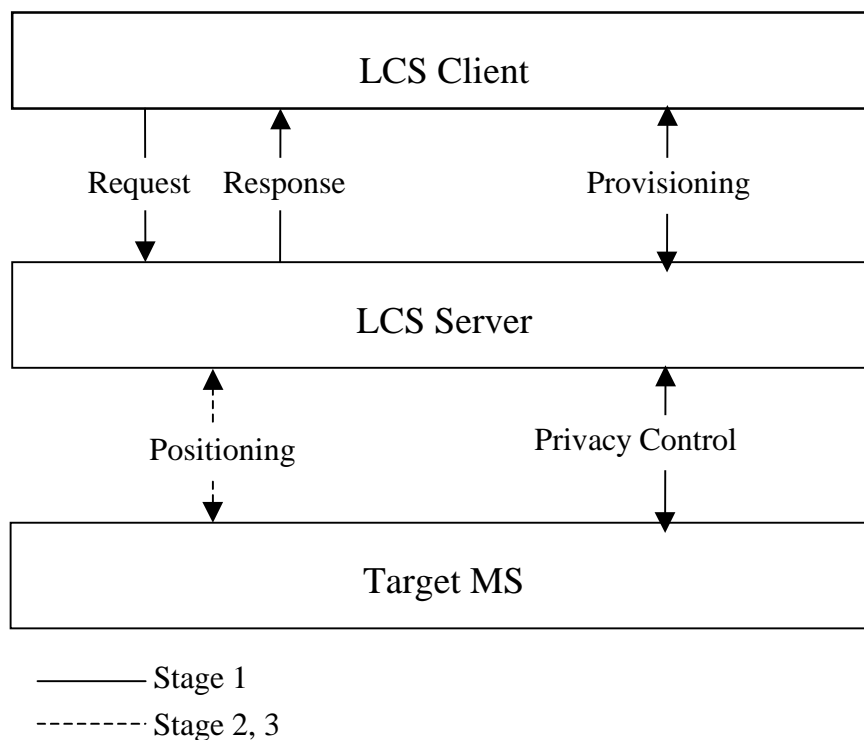 LCS Client
Request Response Provisioning
LCS Server
Positioning Privacy Control
Target MS
Stage 1
Stage 2, 3